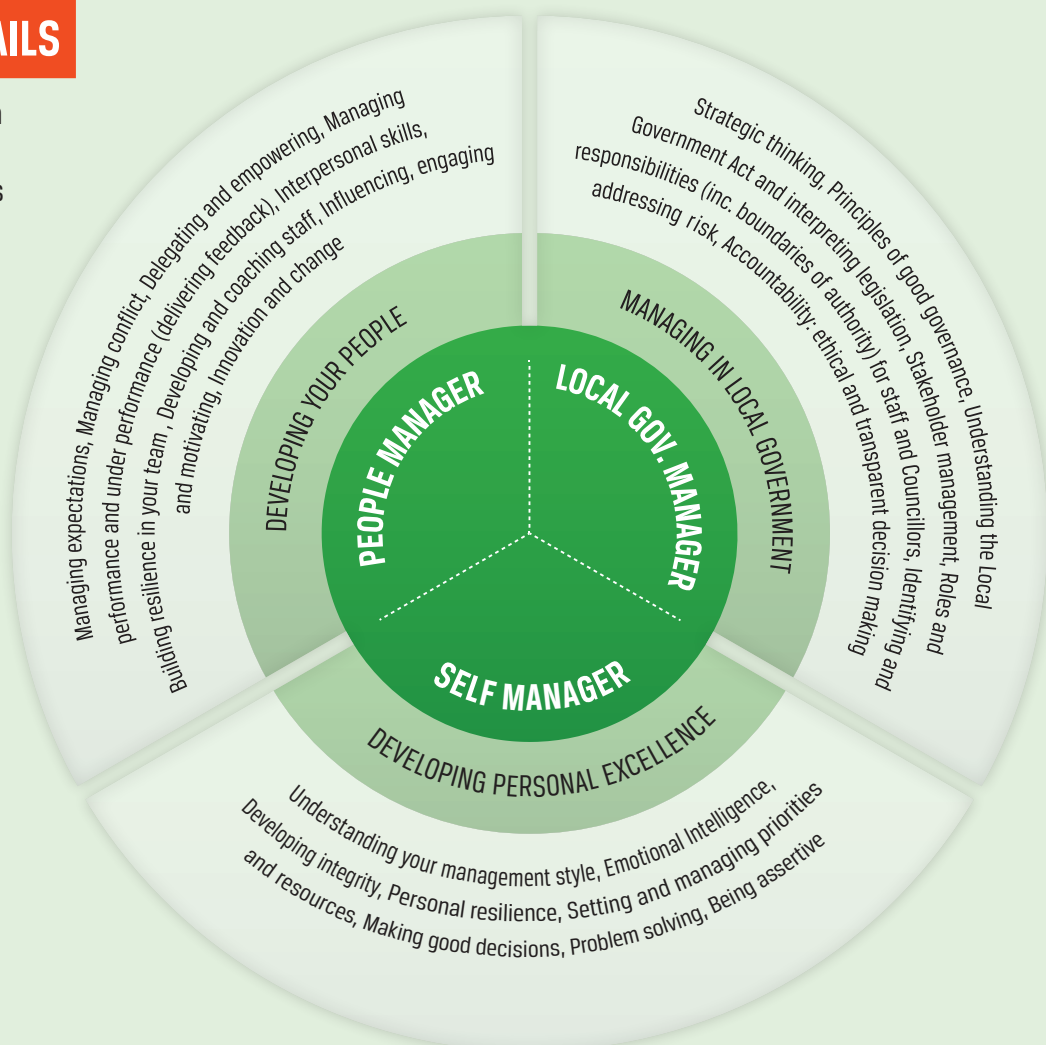 AILS
s
PEOPLE MANAGER
DEVELOPING YOUR PEOPLE
Managing expectations, Managing conflict, Delegating and empowering, Managing
performance and under performance (delivering feedback), Interpersonal skills,
Building resilience in your team , Developing and coaching staff, Influencing, engaging
and motivating, Innovation and change
LOCAL GOV. MANAGER
MANAGING IN LOCAL GOVERNMENT
Strategic thinking, Principles of good governance, Understanding the Local
Government Act and interpreting legislation, Stakeholder management, Roles and
responsibilities (inc. boundaries of authority) for staff and Councillors, Identifying and
addressing risk, Accountability: ethical and transparent decision making
SELF MANAGER
DEVELOPING PERSONAL EXCELLENCE
Understanding your management style, Emotional Intelligence,
Developing integrity, Personal resilience, Setting and managing priorities
and resources, Making good decisions, Problem solving, Being assertive